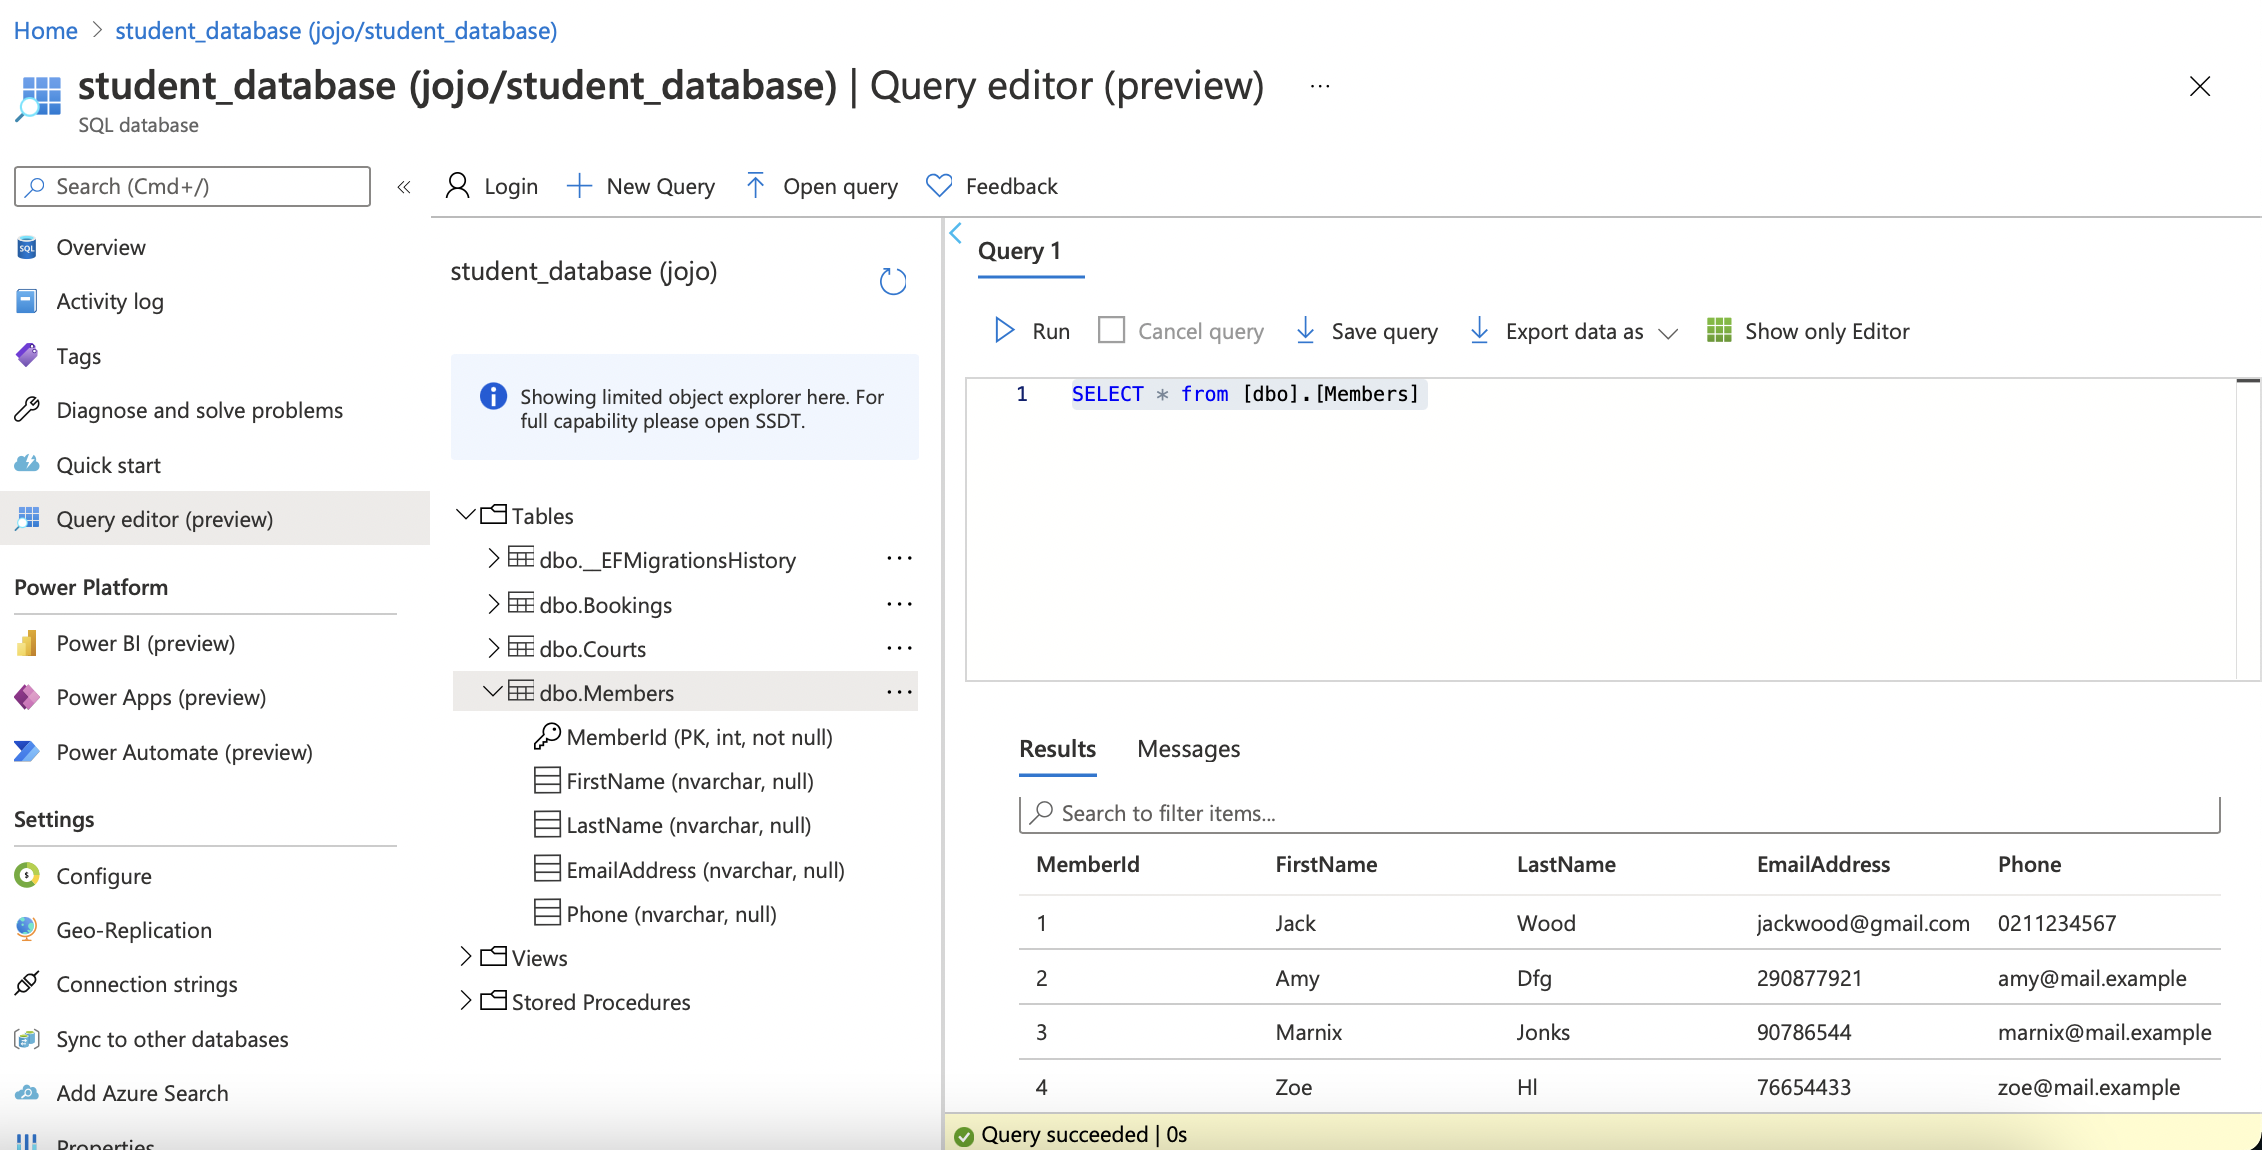 Home > student_database (jojo/student_database)
student_database (jojo/student_database) | Query editor (preview) ...
SQL database
Search (Cmd+/)
«
Overview
Activity log
Tags
Diagnose and solve problems
Quick start
Query editor (preview)
Power Platform
Power BI (preview)
Power Apps (preview)
Power Automate (preview)
Settings
Configure
Geo-Replication
Connection strings
Sync to other databases
Add Azure Search
Properties
Login
New Query
Open query
Feedback
student_database (jojo)
Showing limited object explorer here. For
full capability please open SSDT.
Tables
dbo.__EFMigrationsHistory ...
dbo.Bookings ...
dbo.Courts ...
dbo.Members ...
MemberId (PK, int, not null)
FirstName (nvarchar, null)
LastName (nvarchar, null)
EmailAddress (nvarchar, null)
Phone (nvarchar, null)
Views
Stored Procedures
Query 1
Run
Cancel query
Save query
Export data as
Show only Editor
1 SELECT * from [dbo].[Members]
Results Messages
Search to filter items...
MemberId FirstName LastName EmailAddress Phone
1 Jack Wood jackwood@gmail.com 0211234567
2 Amy Dfg 290877921 amy@mail.example
3 Marnix Jonks 90786544 marnix@mail.example
4 Zoe Hl 76654433 zoe@mail.example
Query succeeded | 0s